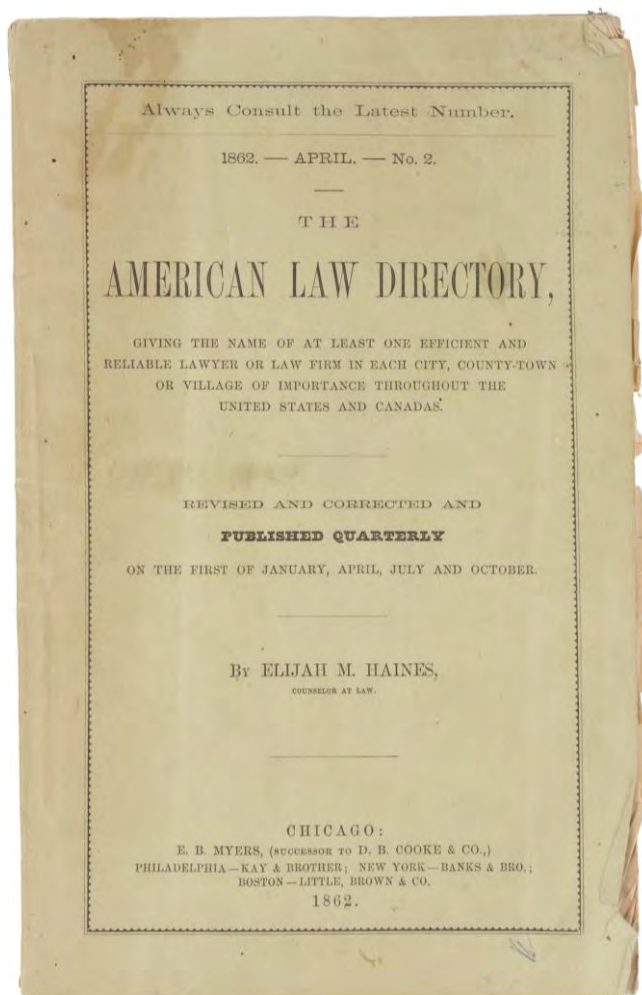 Always Consult the Latest Number.
1862. — APRIL. — No. 2.
THE
AMERICAN LAW DIRECTORY,
GIVING THE NAME OF AT LEAST ONE EFFICIENT AND
RELIABLE LAWYER OR LAW FIRM IN EACH CITY, COUNTY-TOWN
OR VILLAGE OF IMPORTANCE THROUGHOUT THE
UNITED STATES AND CANADAS.
REVISED AND CORRECTED AND
PUBLISHED QUARTERLY
ON THE FIRST OF JANUARY, APRIL, JULY AND OCTOBER.
BY ELIJAH M. HAINES,
COUNSELOR AT LAW.
CHICAGO:
E. B. MYERS, (SUCCESSOR TO D. B. COOKE & CO.,)
PHILADELPHIA—KAY & BROTHER; NEW YORK—BANKS & BRO.;
BOSTON—LITTLE, BROWN & CO.
1862.